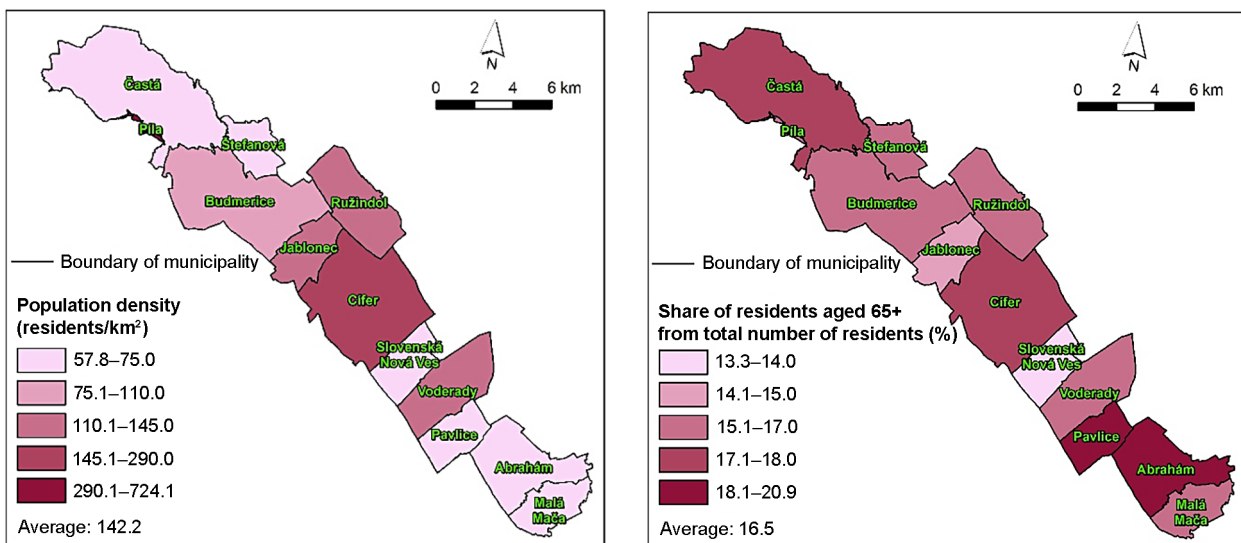 Častá
Píla
Štefanová
Budmerice
Ružindol
Jablonec
Cífer
Slovenská
Nová Ves
Voderady
Pavlice
Abrahám
Malá
Mača
N
0 2 4 6 km
Boundary of municipality
Population density
(residents/km²)
57.8–75.0
75.1–110.0
110.1–145.0
145.1–290.0
290.1–724.1
Average: 142.2
Častá
Píla
Štefanová
Budmerice
Ružindol
Jablonec
Cífer
Slovenská
Nová Ves
Voderady
Pavlice
Abrahám
Malá
Mača
N
0 2 4 6 km
Boundary of municipality
Share of residents aged 65+
from total number of residents (%)
13.3–14.0
14.1–15.0
15.1–17.0
17.1–18.0
18.1–20.9
Average: 16.5